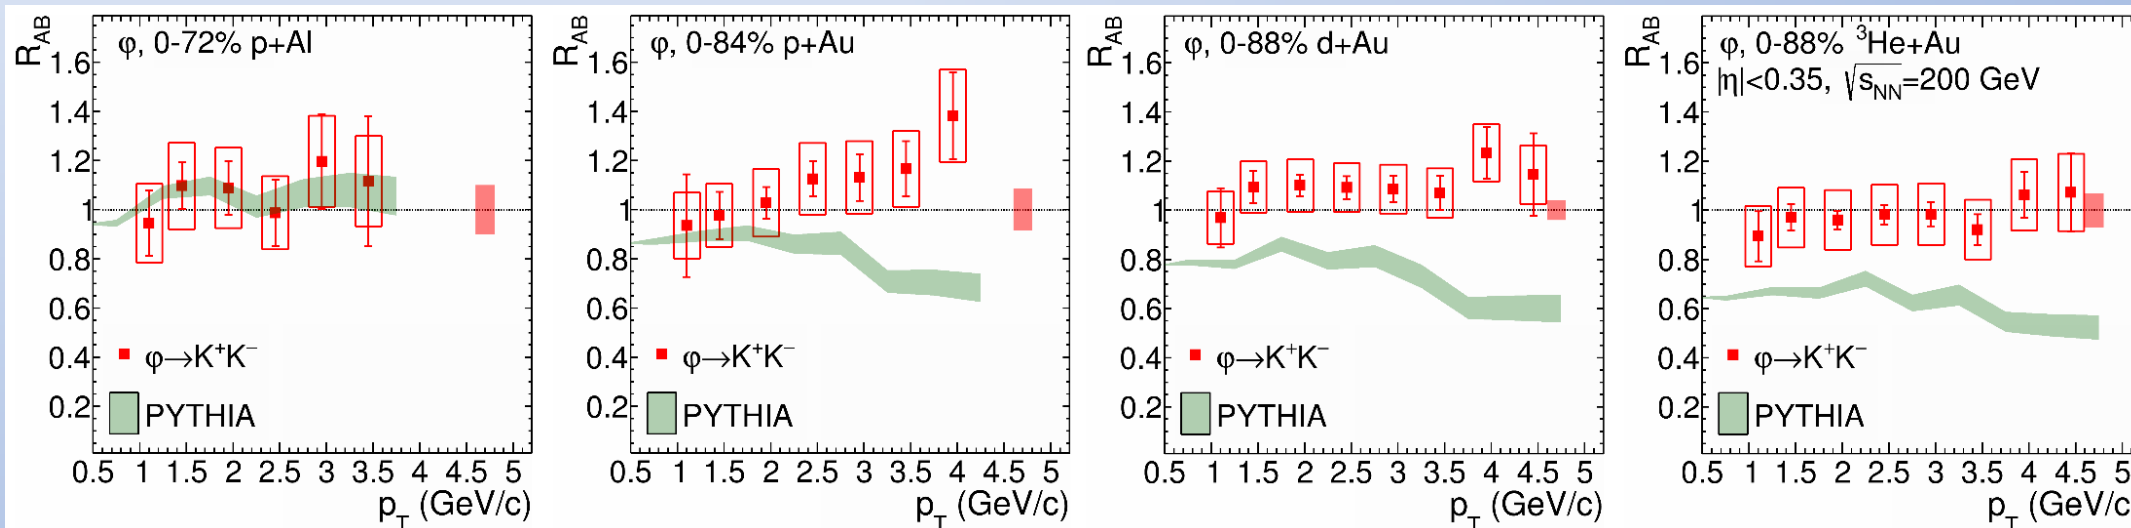 R_AB
φ, 0-72% p+Al
1.6
1.4
1.2
1
0.8
0.6
0.4
0.2
φ→K⁺K⁻
PYTHIA
0.5 1 1.5 2 2.5 3 3.5 4 4.5 5
p_T (GeV/c)
R_AB
φ, 0-84% p+Au
1.6
1.4
1.2
1
0.8
0.6
0.4
0.2
φ→K⁺K⁻
PYTHIA
0.5 1 1.5 2 2.5 3 3.5 4 4.5 5
p_T (GeV/c)
R_AB
φ, 0-88% d+Au
1.6
1.4
1.2
1
0.8
0.6
0.4
0.2
φ→K⁺K⁻
PYTHIA
0.5 1 1.5 2 2.5 3 3.5 4 4.5 5
p_T (GeV/c)
R_AB
φ, 0-88% ³He+Au
|η|<0.35, √s_NN=200 GeV
1.6
1.4
1.2
1
0.8
0.6
0.4
0.2
φ→K⁺K⁻
PYTHIA
0.5 1 1.5 2 2.5 3 3.5 4 4.5 5
p_T (GeV/c)